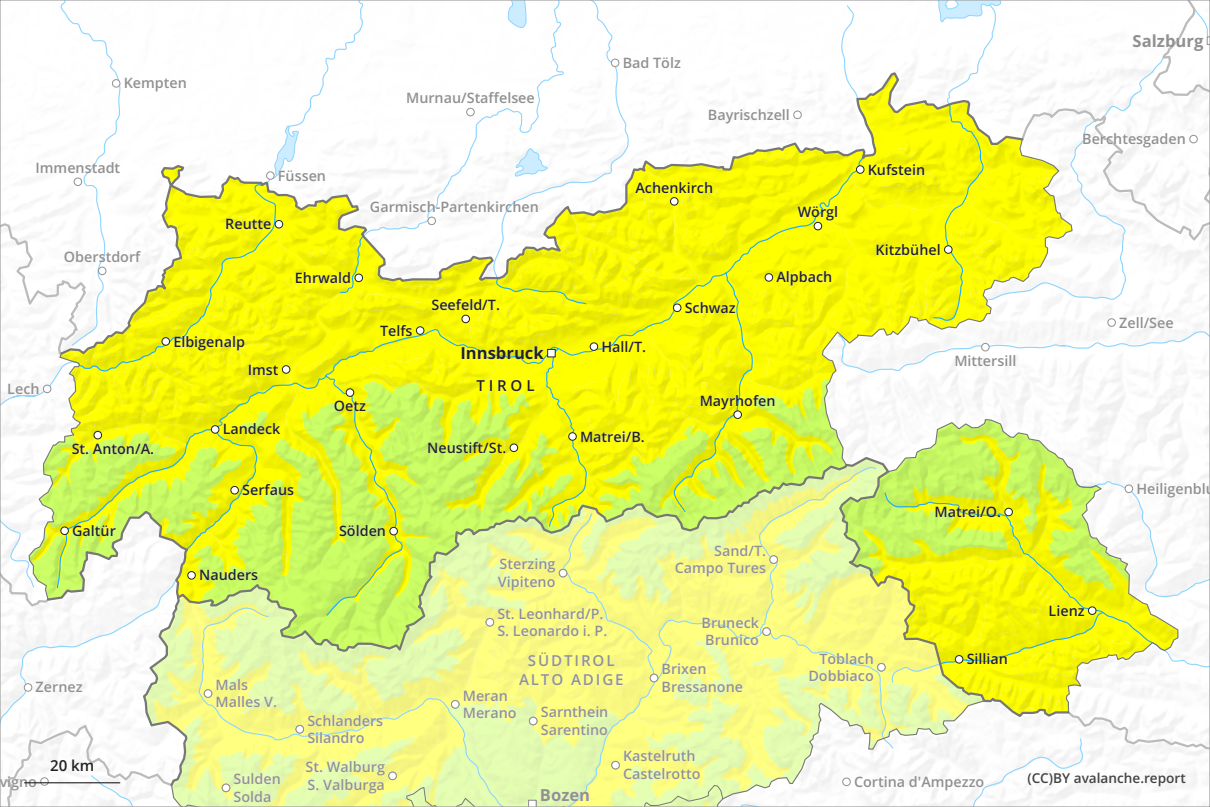 Salzburg
Bad Tölz
Kempten
Murnau/Staffelsee
Bayrischzell
Berchtesgaden
Immenstadt
Füssen
Kufstein
Achenkirch
Garmisch-Partenkirchen
Wörgl
Reutte
Kitzbühel
Oberstdorf
Ehrwald
Alpbach
Seefeld/T.
Schwaz
Zell/See
Telfs
Elbigenalp
Innsbruck
Hall/T.
Mittersill
Imst
TIROL
Lech
Oetz
Mayrhofen
Landeck
Matrei/B.
St. Anton/A.
Neustift/St.
Serfaus
Heiligenblu
Matrei/O.
Galtür
Sölden
Sand/T.
Campo Tures
Sterzing
Vipiteno
Nauders
St. Leonhard/P.
S. Leonardo i. P.
Lienz
Bruneck
Brunico
SÜDTIROL
ALTO ADIGE
Toblach
Dobbiaco
Sillian
Brixen
Bressanone
Zernez
Mals
Malles V.
Meran
Merano
Sarnthein
Sarentino
Schlanders
Silandro
Kastelruth
Castelrotto
20 km
St. Walburg
S. Valburga
vigno
Sulden
Solda
Cortina d'Ampezzo
(CC)BY avalanche.report
Bozen